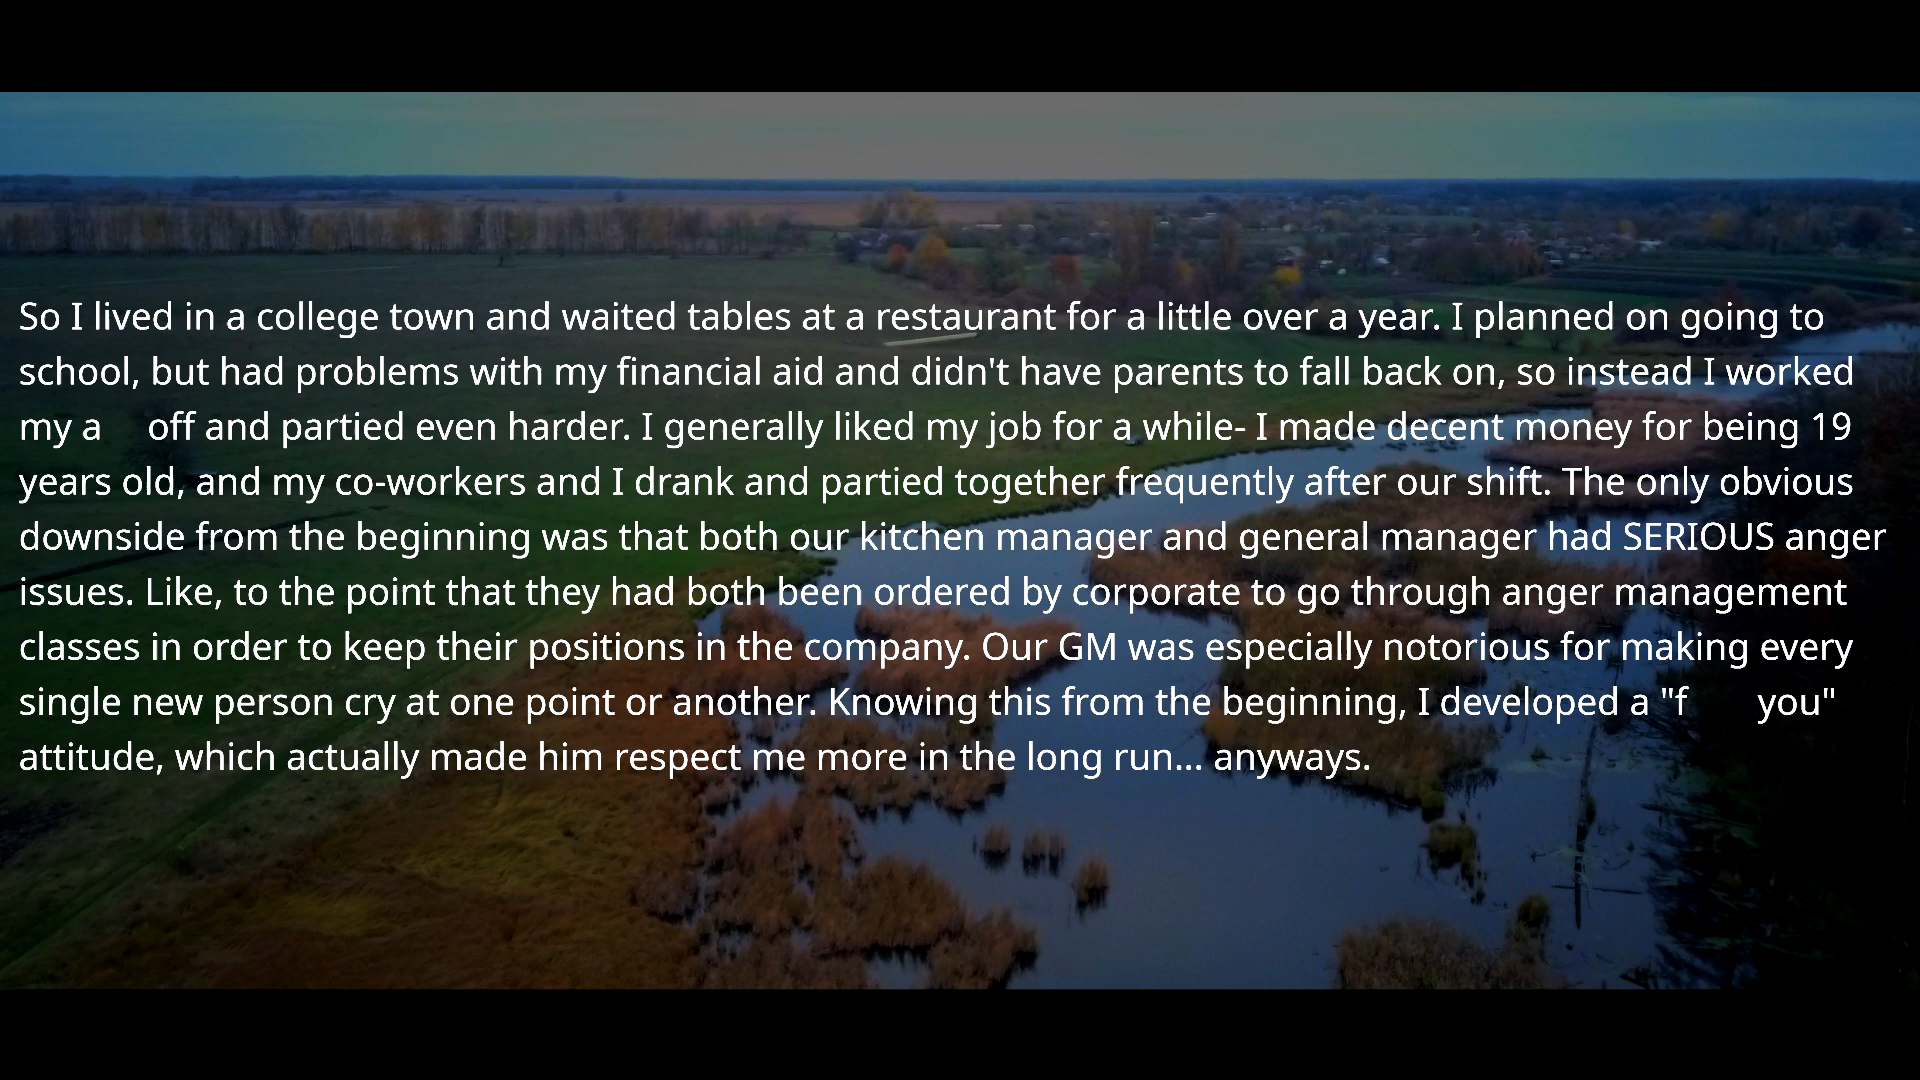 So I lived in a college town and waited tables at a restaurant for a little over a year. I planned on going to
school, but had problems with my financial aid and didn't have parents to fall back on, so instead I worked
my a off and partied even harder. I generally liked my job for a while- I made decent money for being 19
years old, and my co-workers and I drank and partied together frequently after our shift. The only obvious
downside from the beginning was that both our kitchen manager and general manager had SERIOUS anger
issues. Like, to the point that they had both been ordered by corporate to go through anger management
classes in order to keep their positions in the company. Our GM was especially notorious for making every
single new person cry at one point or another. Knowing this from the beginning, I developed a "f you"
attitude, which actually made him respect me more in the long run... anyways.